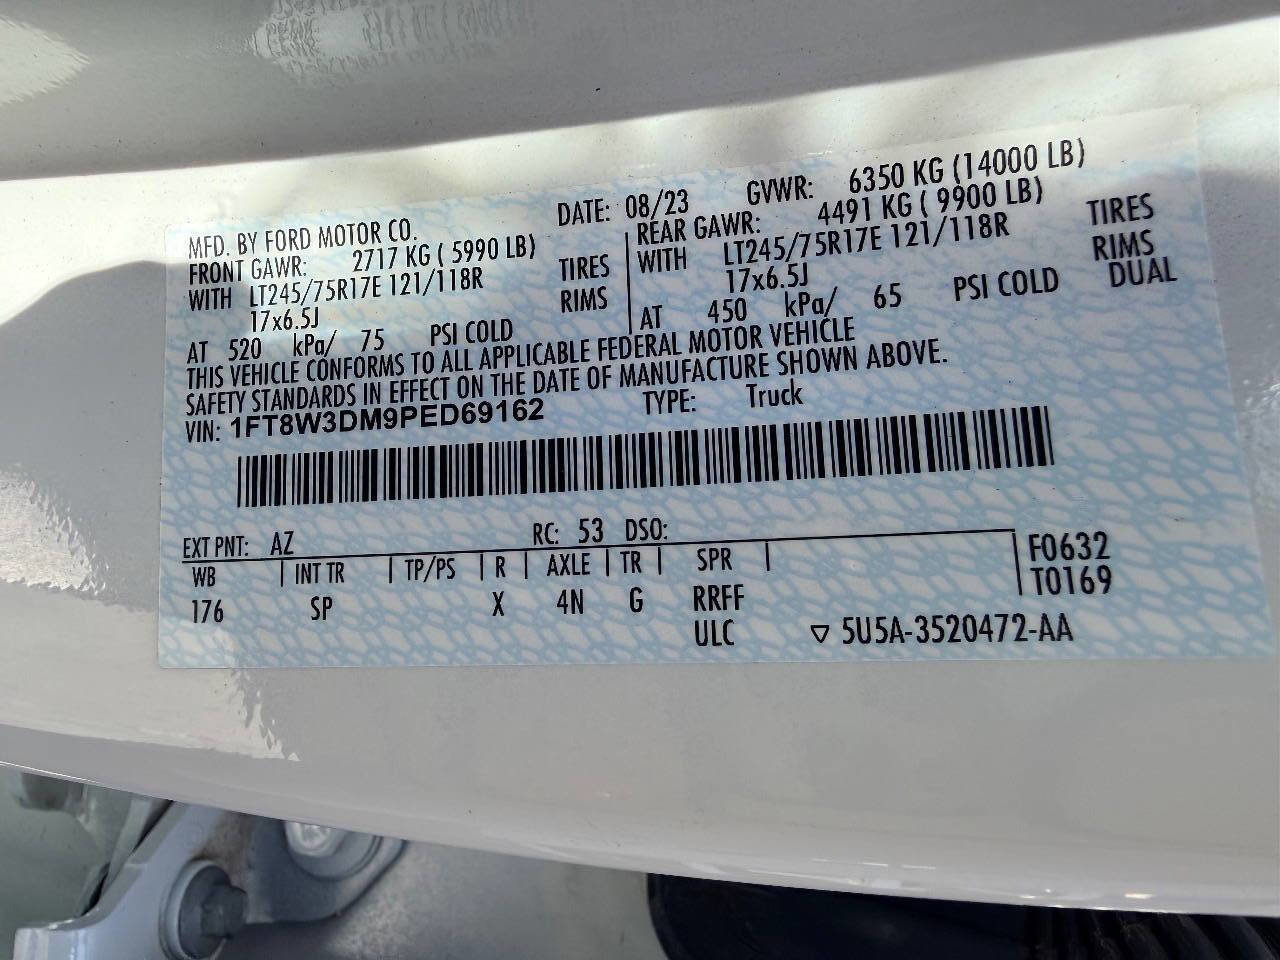 MFD. BY FORD MOTOR CO. DATE: 08/23 GVWR: 6350 KG (14000 LB)
FRONT GAWR: 2717 KG ( 5990 LB) REAR GAWR: 4491 KG ( 9900 LB)
WITH LT245/75R17E 121/118R TIRES WITH LT245/75R17E 121/118R TIRES
17x6.5J RIMS 17x6.5J RIMS
AT 520 kPa/ 75 PSI COLD AT 450 kPa/ 65 PSI COLD DUAL
THIS VEHICLE CONFORMS TO ALL APPLICABLE FEDERAL MOTOR VEHICLE
SAFETY STANDARDS IN EFFECT ON THE DATE OF MANUFACTURE SHOWN ABOVE.
VIN: 1FT8W3DM9PED69162 TYPE: Truck
EXT PNT: AZ RC: 53 DSO:
WB | INT TR | TP/PS | R | AXLE | TR | SPR | F0632
176 SP X 4N G RRFF T0169
ULC ▽ 5U5A-3520472-AA